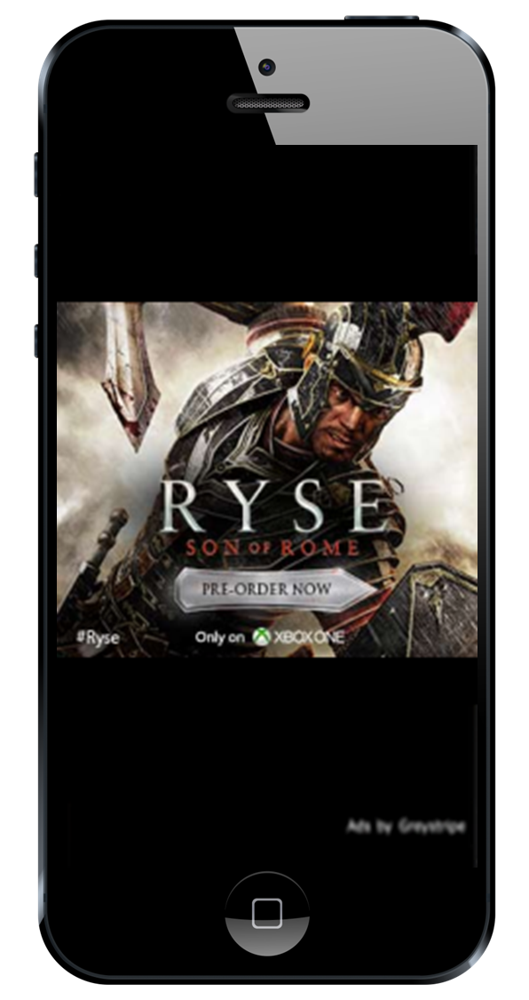 RYSE
SON OF ROME
PRE-ORDER NOW
#Ryse
Only on XBOX ONE
Ads by Greystripe